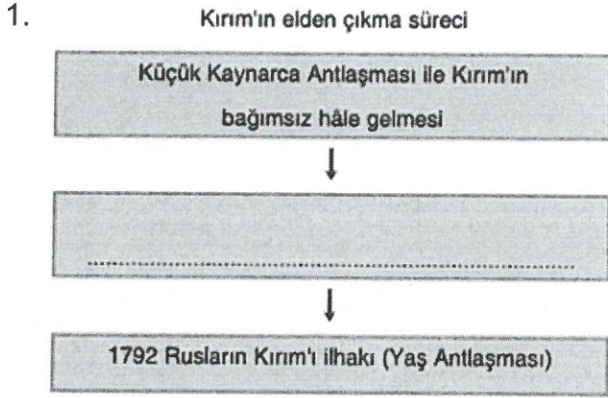 1.
Kırım'ın elden çıkma süreci
Küçük Kaynarca Antlaşması ile Kırım'ın
bağımsız hâle gelmesi
................................................................................
1792 Rusların Kırım'ı ilhakı (Yaş Antlaşması)